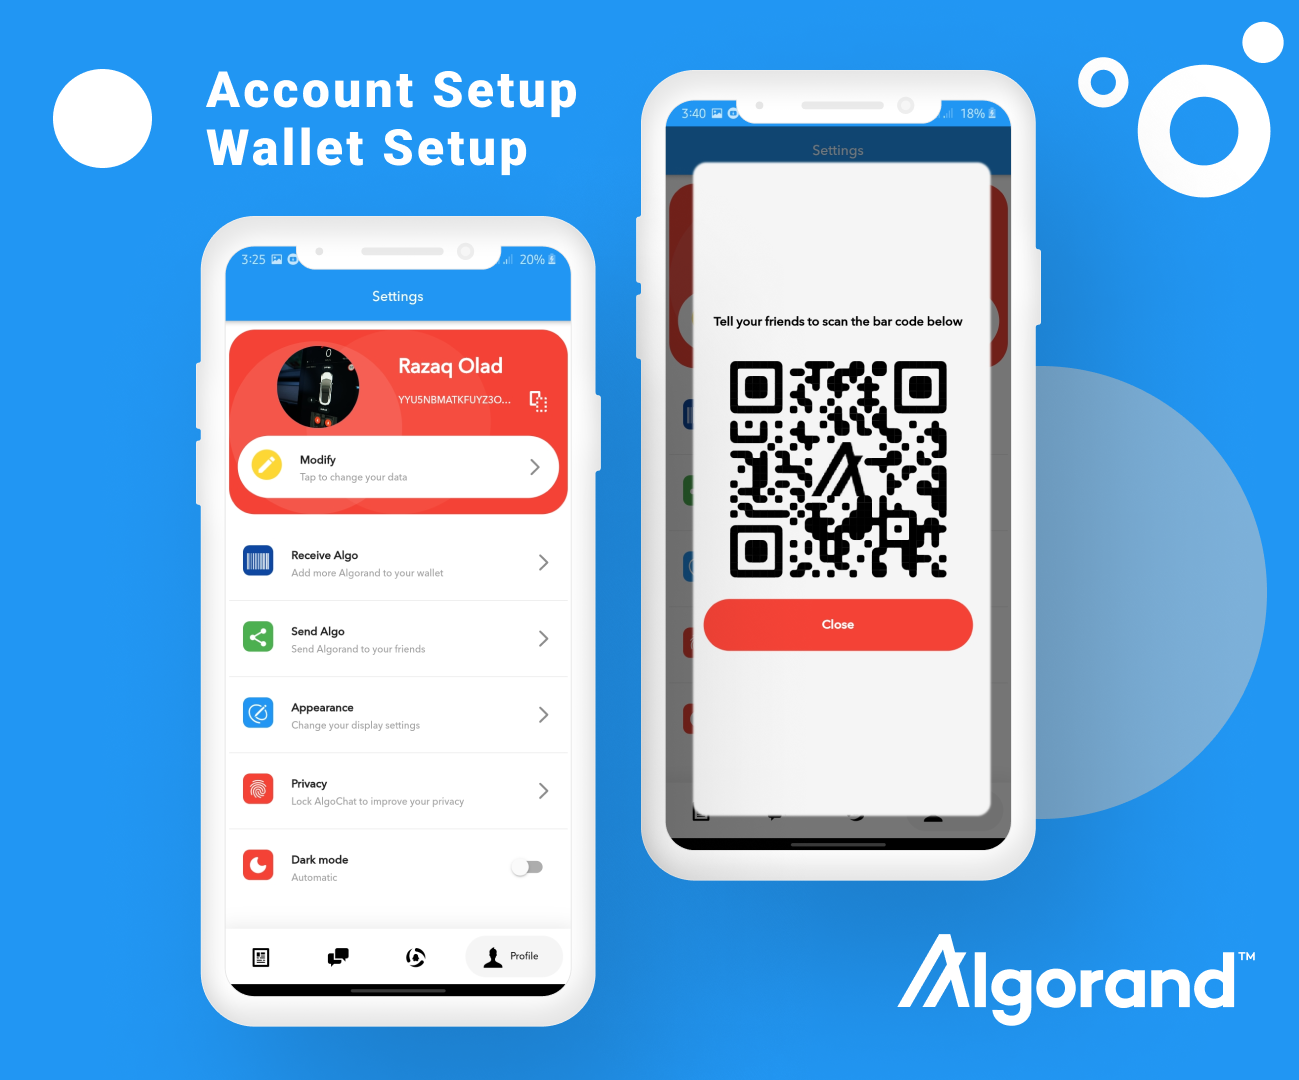 Account Setup
Wallet Setup
3:25
20%
Settings
Razaq Olad
YYU5NBMATKFUYZ3O...
Modify
Tap to change your data
Receive Algo
Add more Algorand to your wallet
Send Algo
Send Algorand to your friends
Appearance
Change your display settings
Privacy
Lock AlgoChat to improve your privacy
Dark mode
Automatic
Profile
3:40
18%
Settings
Tell your friends to scan the bar code below
Close
Algorand™